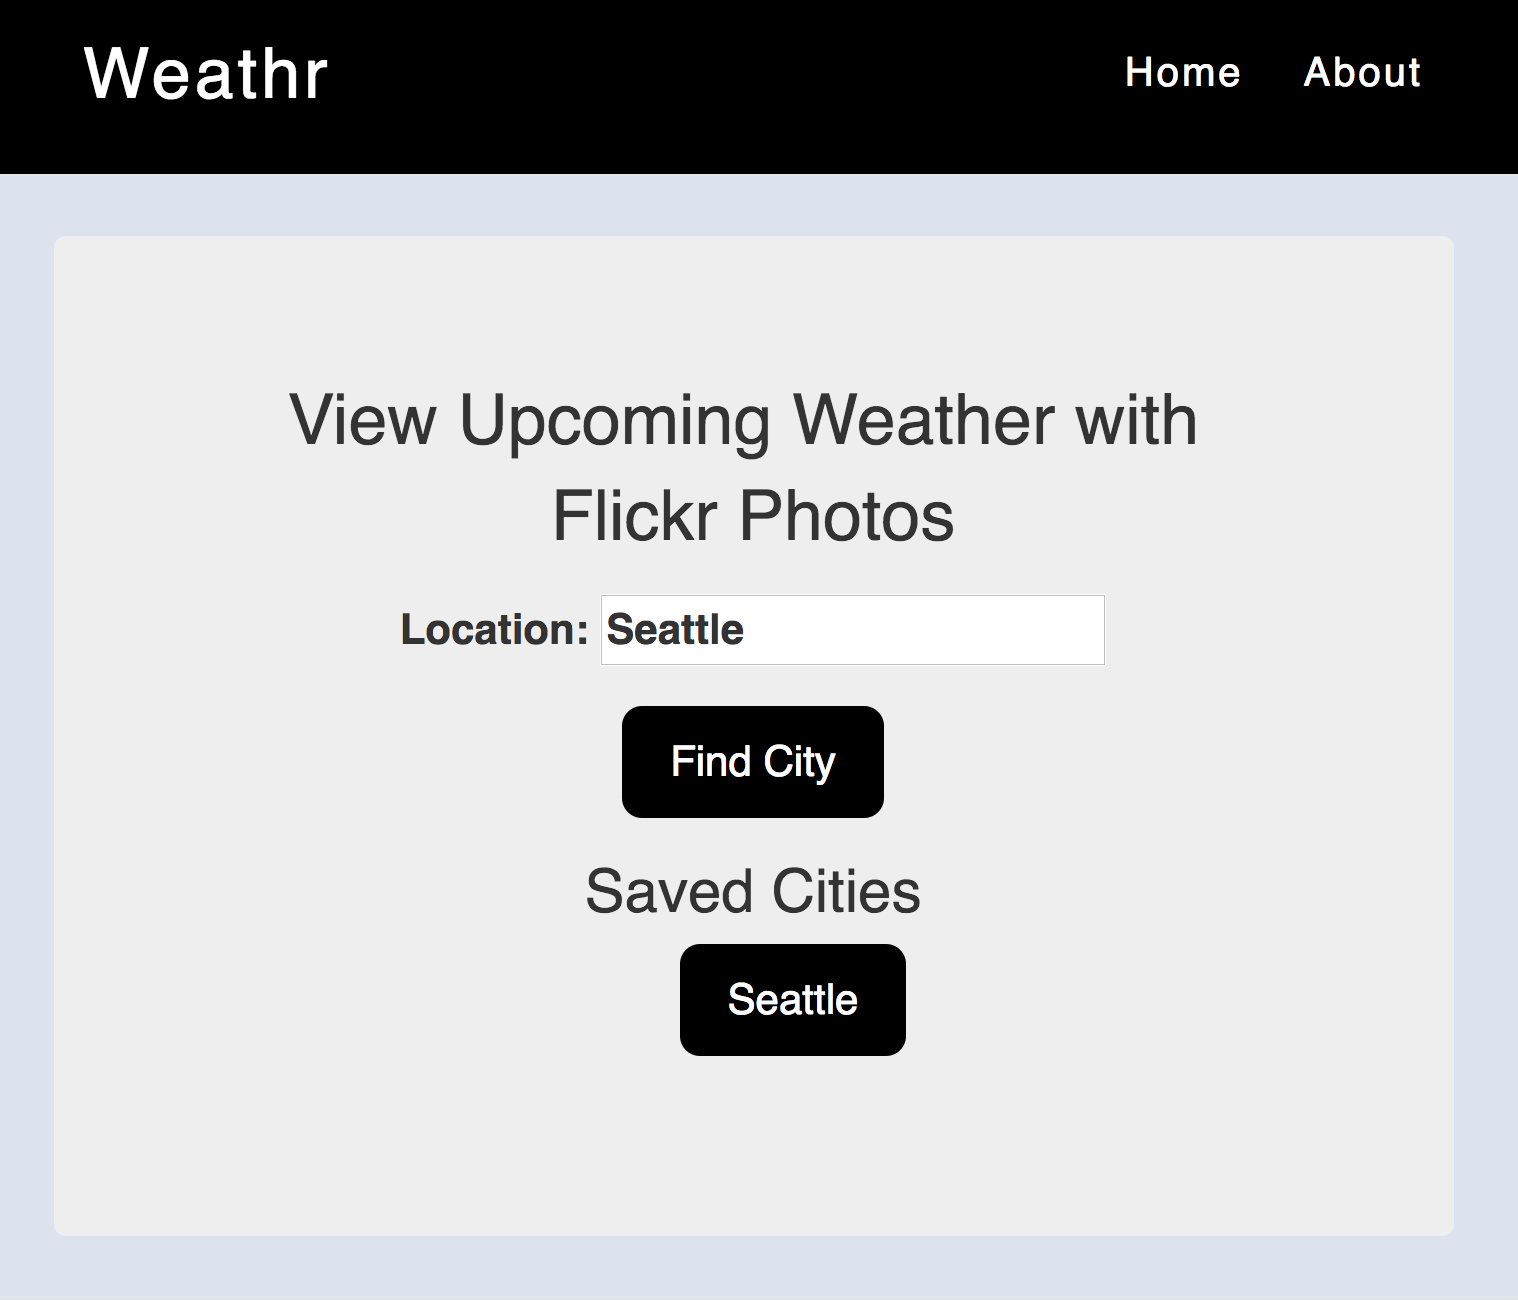 Weathr
Home About
View Upcoming Weather with
Flickr Photos
Location: Seattle
Find City
Saved Cities
Seattle